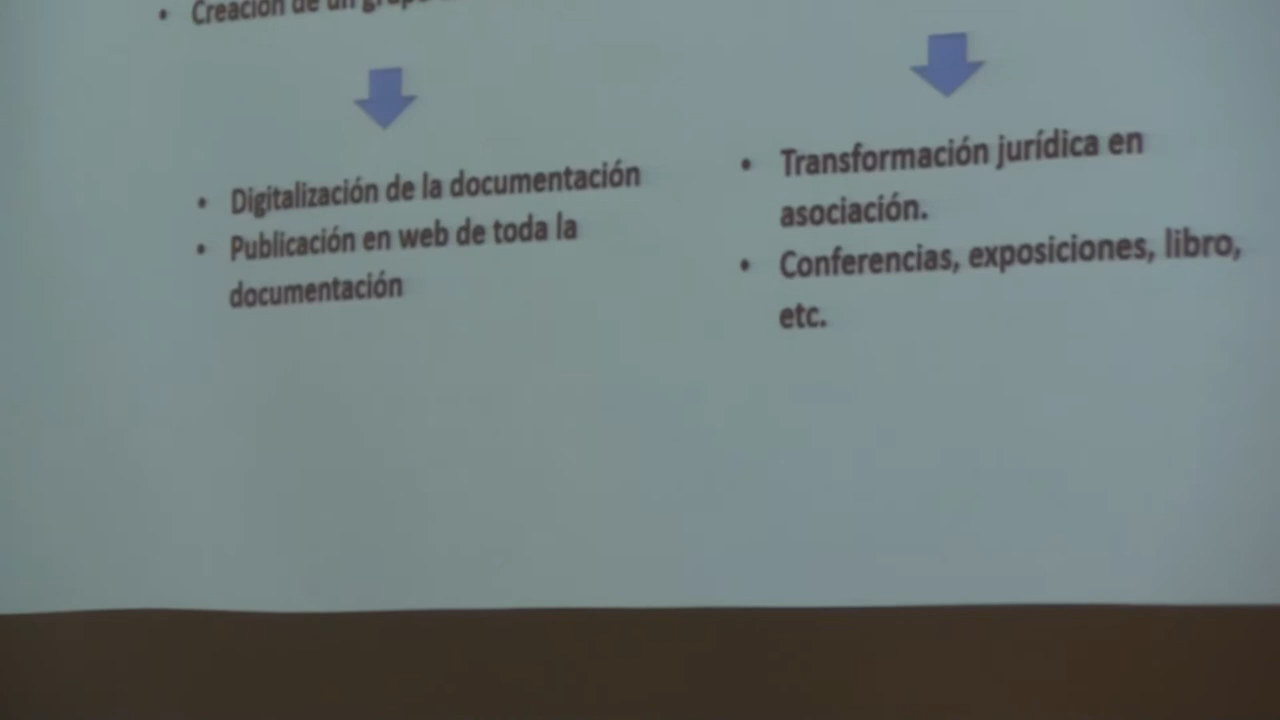 Creación de un
Digitalización de la documentación
Publicación en web de toda la
documentación
Transformación jurídica en
asociación.
Conferencias, exposiciones, libro,
etc.